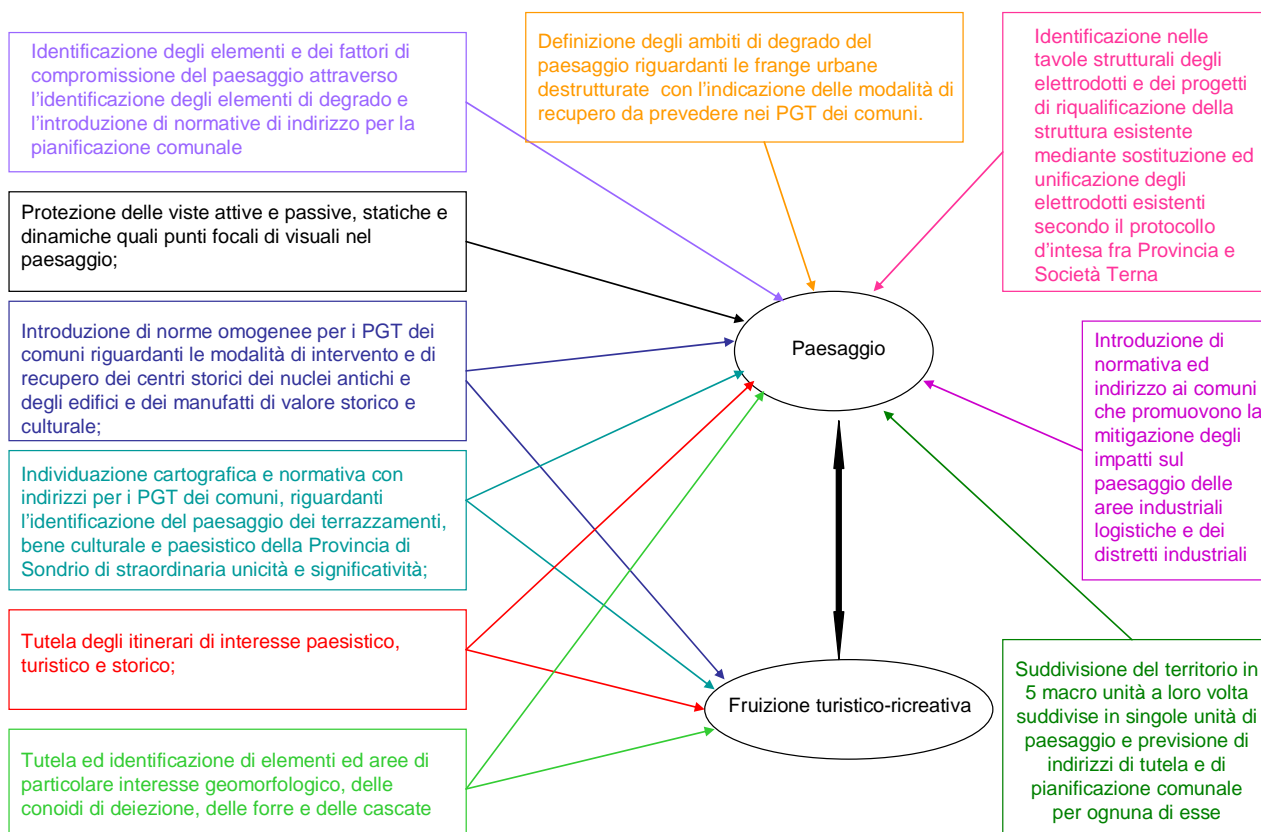 Identificazione degli elementi e dei fattori di
compromissione del paesaggio attraverso
l'identificazione degli elementi di degrado e
l'introduzione di normative di indirizzo per la
pianificazione comunale
Definizione degli ambiti di degrado del
paesaggio riguardanti le frange urbane
destrutturate con l'indicazione delle modalità di
recupero da prevedere nei PGT dei comuni.
Identificazione nelle
tavole strutturali degli
elettrodotti e dei progetti
di riqualificazione della
struttura esistente
mediante sostituzione ed
unificazione degli
elettrodotti esistenti
secondo il protocollo
d'intesa fra Provincia e
Società Terna
Protezione delle viste attive e passive, statiche e
dinamiche quali punti focali di visuali nel
paesaggio;
Introduzione di norme omogenee per i PGT dei
comuni riguardanti le modalità di intervento e di
recupero dei centri storici dei nuclei antichi e
degli edifici e dei manufatti di valore storico e
culturale;
Paesaggio
Introduzione di
normativa ed
indirizzo ai comuni
che promuovono la
mitigazione degli
impatti sul
paesaggio delle
aree industriali
logistiche e dei
distretti industriali
Individuazione cartografica e normativa con
indirizzi per i PGT dei comuni, riguardanti
l'identificazione del paesaggio dei terrazzamenti,
bene culturale e paesistico della Provincia di
Sondrio di straordinaria unicità e significatività;
Tutela degli itinerari di interesse paesistico,
turistico e storico;
Fruizione turistico-ricreativa
Suddivisione del territorio in
5 macro unità a loro volta
suddivise in singole unità di
paesaggio e previsione di
indirizzi di tutela e di
pianificazione comunale
per ognuna di esse
Tutela ed identificazione di elementi ed aree di
particolare interesse geomorfologico, delle
conoidi di deiezione, delle forre e delle cascate